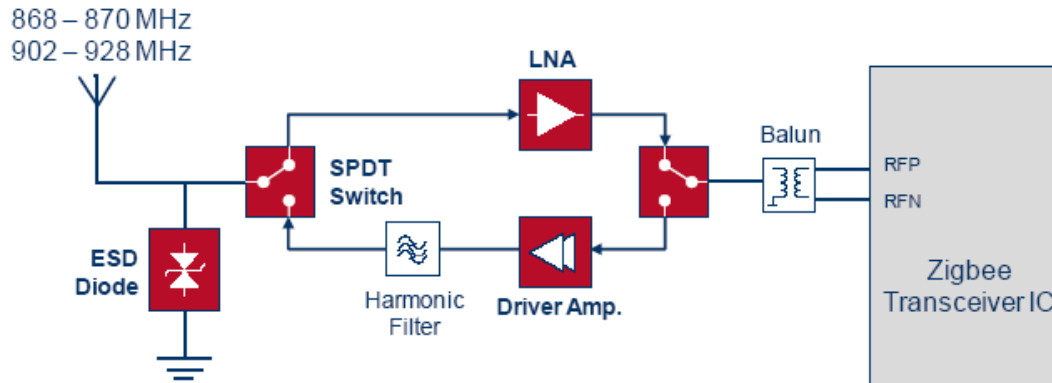 868 – 870 MHz
902 – 928 MHz
LNA
Balun
SPDT
Switch
RFP
RFN
ESD
Diode
Harmonic
Filter
Driver Amp.
Zigbee
Transceiver IC